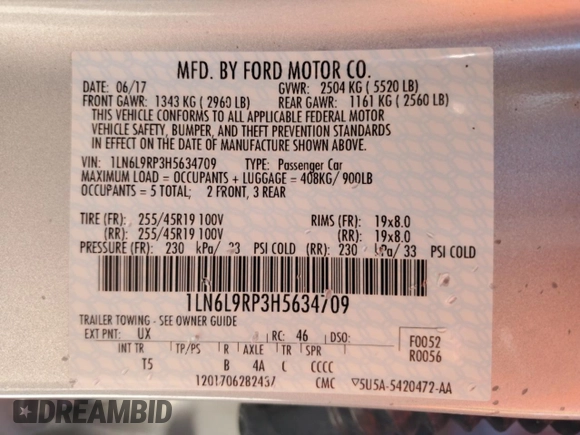 MFD. BY FORD MOTOR CO.
DATE: 06/17 GVWR: 2504 KG ( 5520 LB)
FRONT GAWR: 1343 KG ( 2960 LB) REAR GAWR: 1161 KG ( 2560 LB)
THIS VEHICLE CONFORMS TO ALL APPLICABLE FEDERAL MOTOR
VEHICLE SAFETY, BUMPER, AND THEFT PREVENTION STANDARDS
IN EFFECT ON THE DATE OF MANUFACTURE SHOWN ABOVE.
VIN: 1LN6L9RP3H5634709 TYPE: Passenger Car
MAXIMUM LOAD = OCCUPANTS + LUGGAGE = 408KG/ 900LB
OCCUPANTS = 5 TOTAL; 2 FRONT, 3 REAR
TIRE (FR): 255/45R19 100V RIMS (FR): 19x8.0
(RR): 255/45R19 100V (RR): 19x8.0
PRESSURE (FR): 230 kPa/ 33 PSI COLD (RR): 230 kPa/ 33 PSI COLD
1LN6L9RP3H5634709
TRAILER TOWING - SEE OWNER GUIDE
EXT PNT: UX RC: 46 DSO: F0052
INT TR TP/PS R AXLE TR SPR R0056
T5 B 4A C CCCC
1201706282437 CMC 5U5A-5420472-AA
DREAMBID